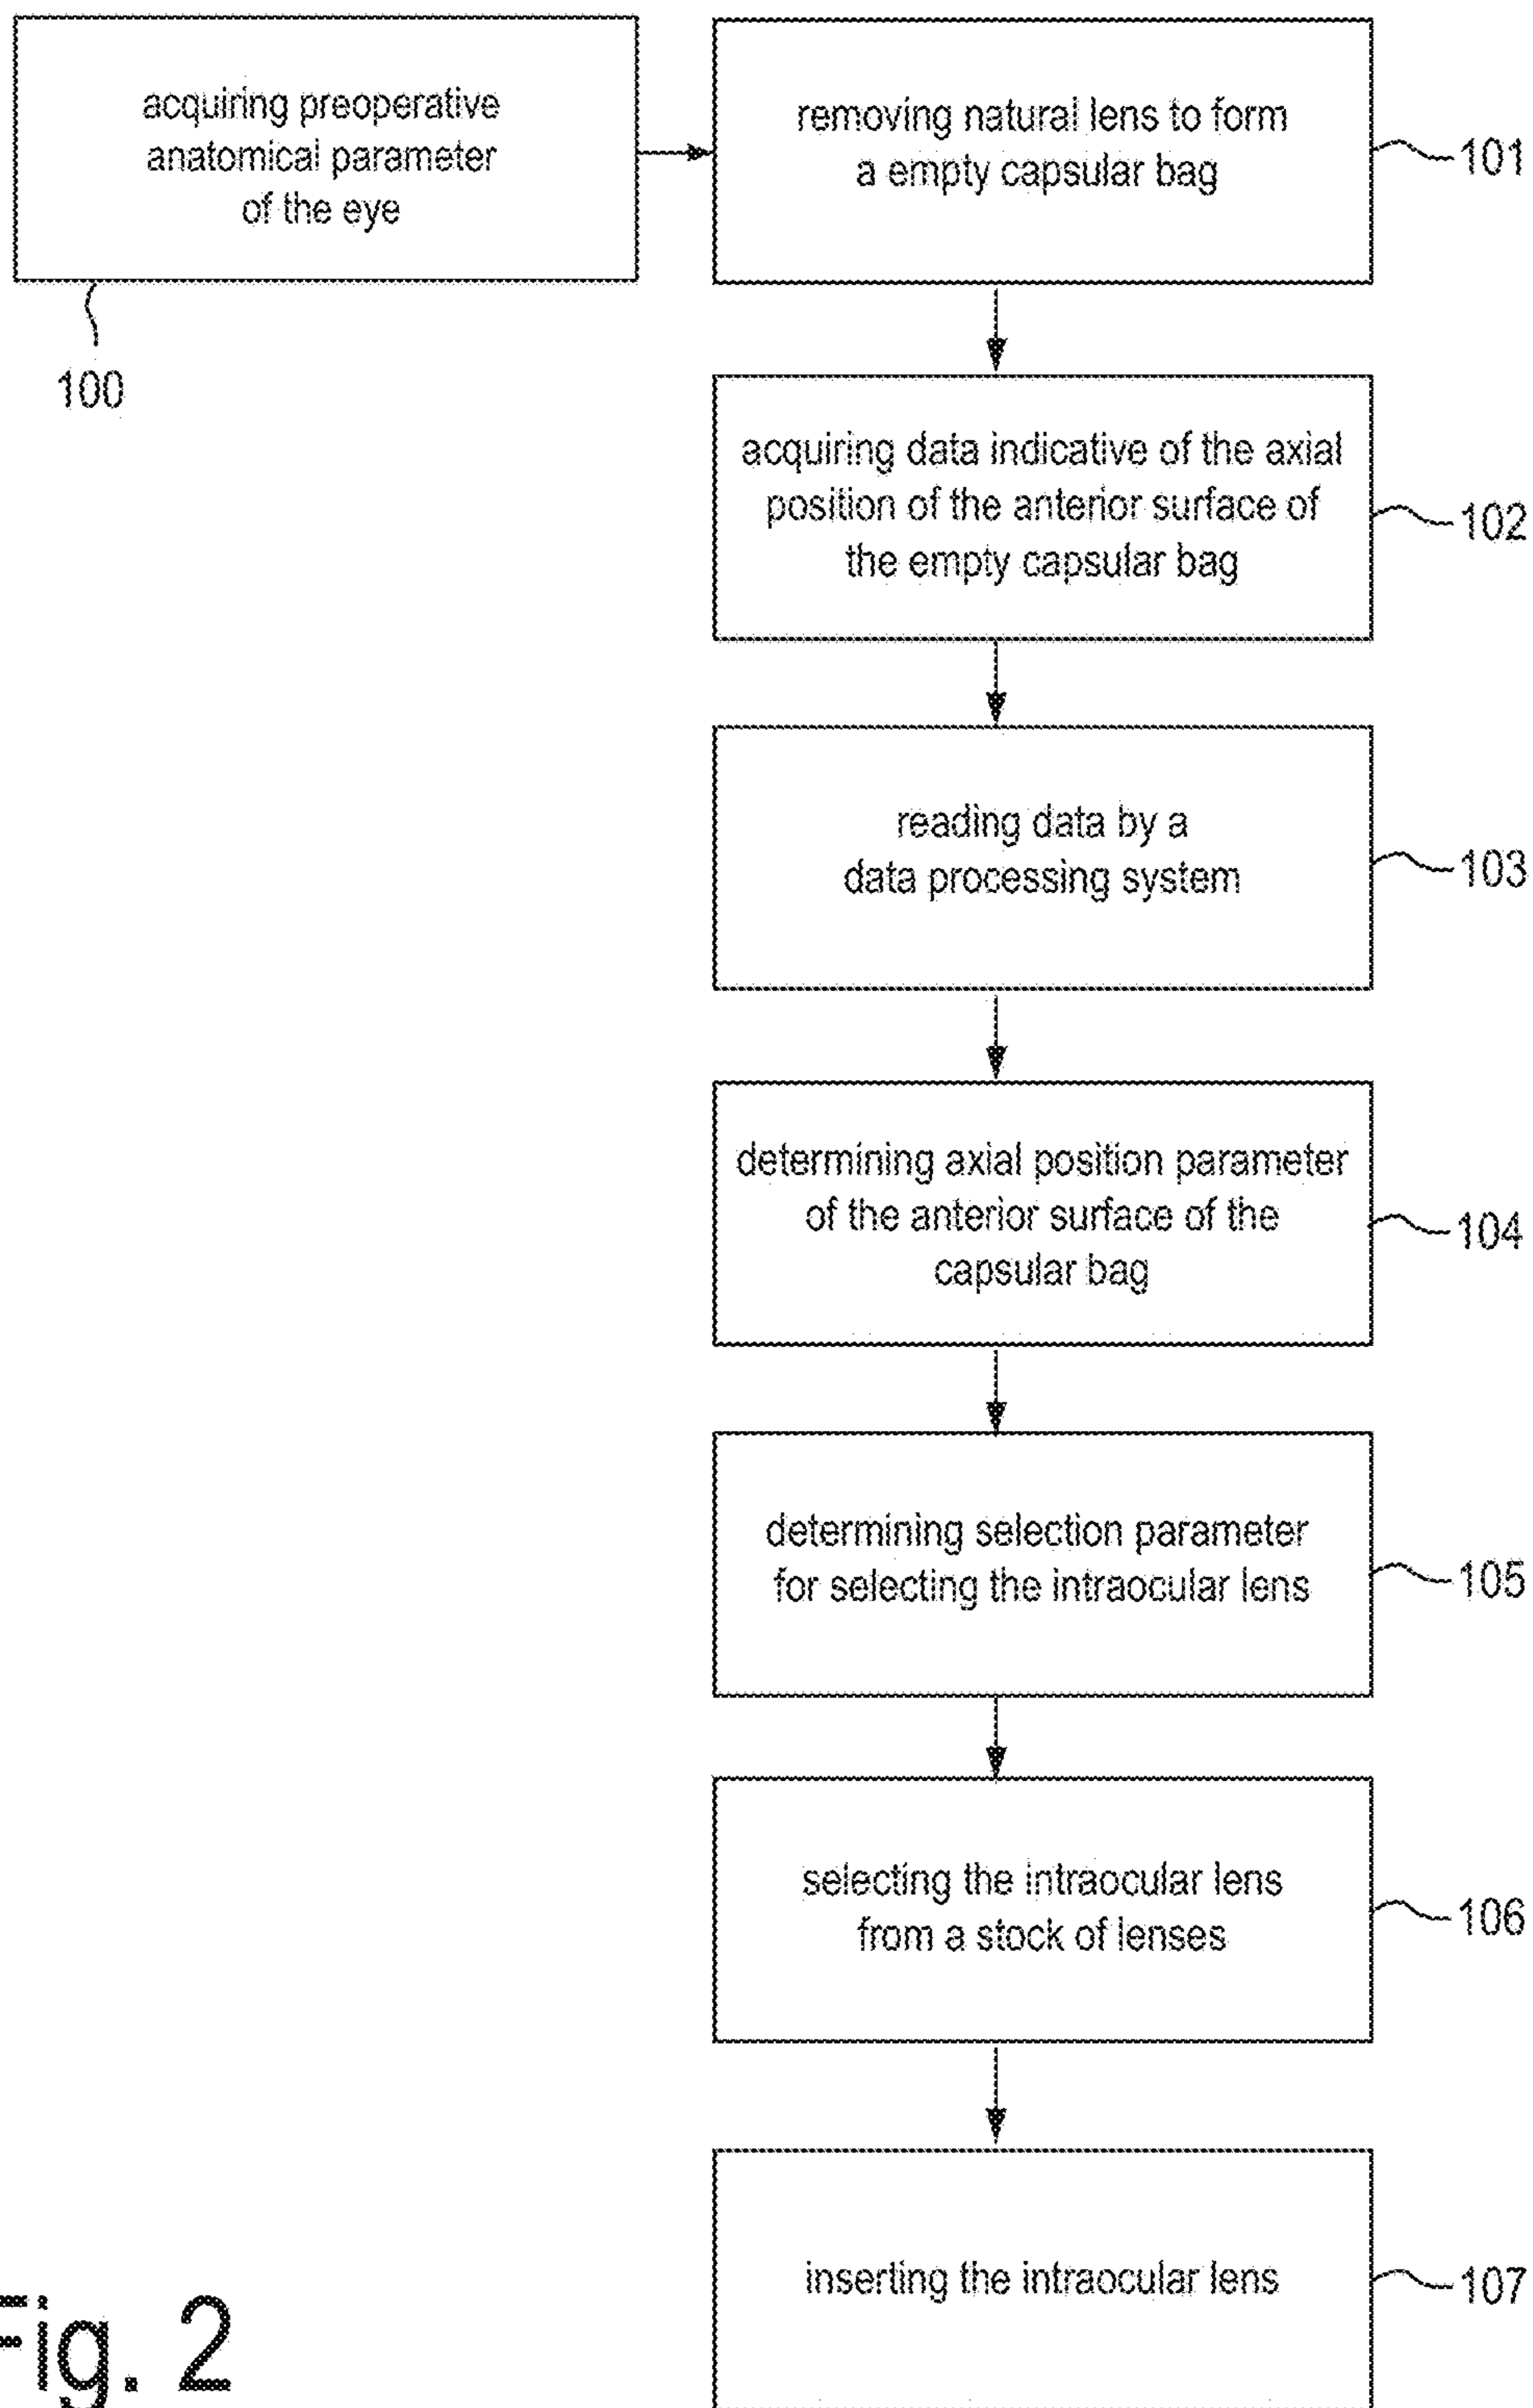 acquiring preoperative
anatomical parameter
of the eye
100
removing natural lens to form
a empty capsular bag
101
acquiring data indicative of the axial
position of the anterior surface of
the empty capsular bag
102
reading data by a
data processing system
103
determining axial position parameter
of the anterior surface of the
capsular bag
104
determining selection parameter
for selecting the intraocular lens
105
selecting the intraocular lens
from a stock of lenses
106
inserting the intraocular lens
107
Fig. 2